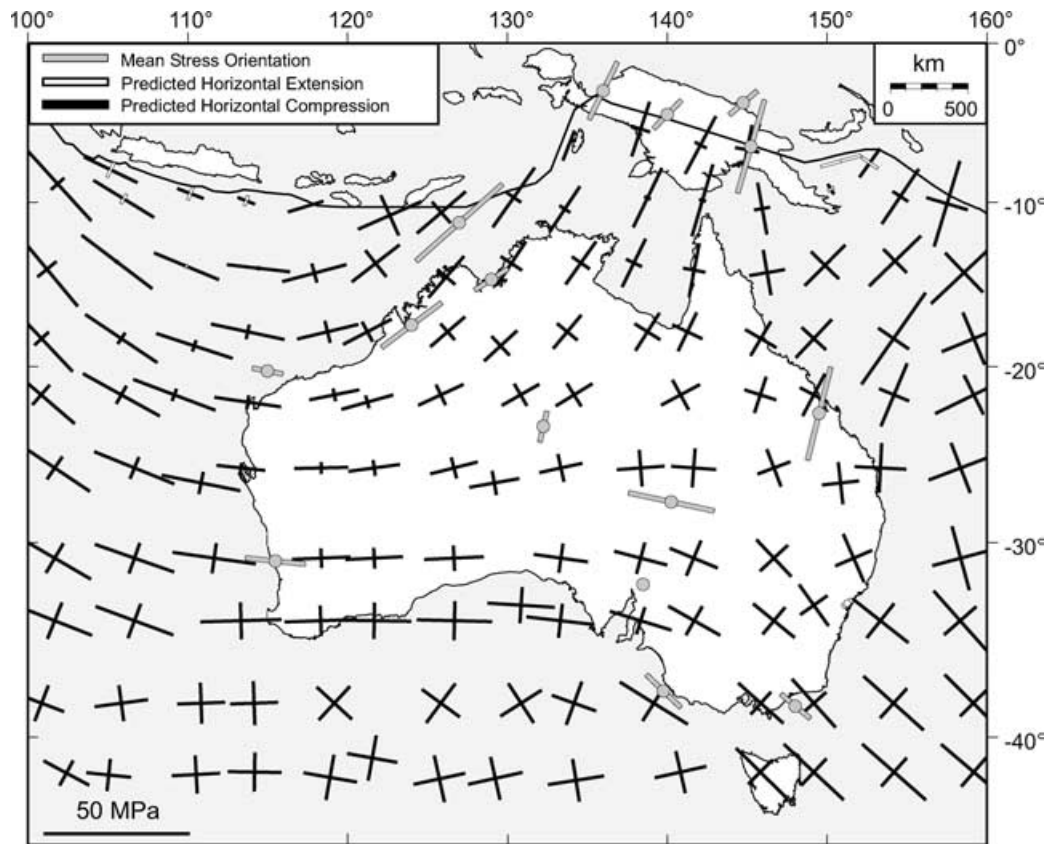 100° 110° 120° 130° 140° 150° 160°
0°
Mean Stress Orientation
Predicted Horizontal Extension
Predicted Horizontal Compression
km
0 500
-10°
-20°
-30°
-40°
50 MPa